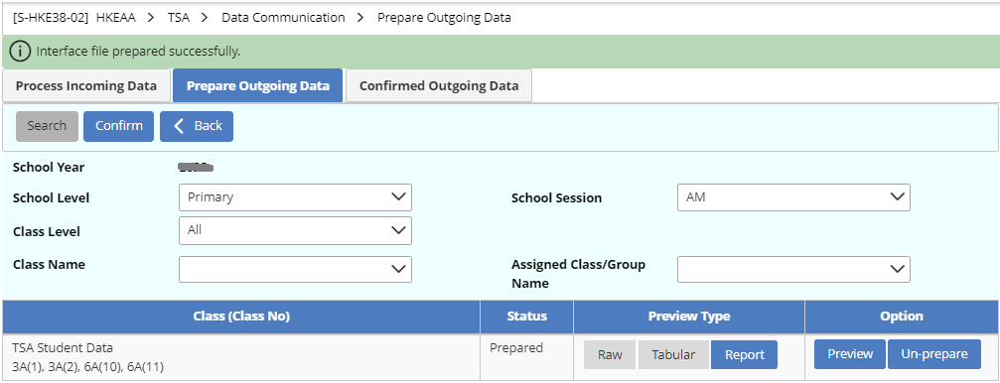 [S-HKE38-02] HKEAA > TSA > Data Communication > Prepare Outgoing Data
Interface file prepared successfully.
Process Incoming Data Prepare Outgoing Data Confirmed Outgoing Data
Search Confirm Back
School Year
School Level Primary School Session AM
Class Level All
Class Name Assigned Class/Group
Name
Class (Class No) Status Preview Type Option
TSA Student Data Prepared Raw Tabular Report Preview Un-prepare
3A(1), 3A(2), 6A(10), 6A(11)